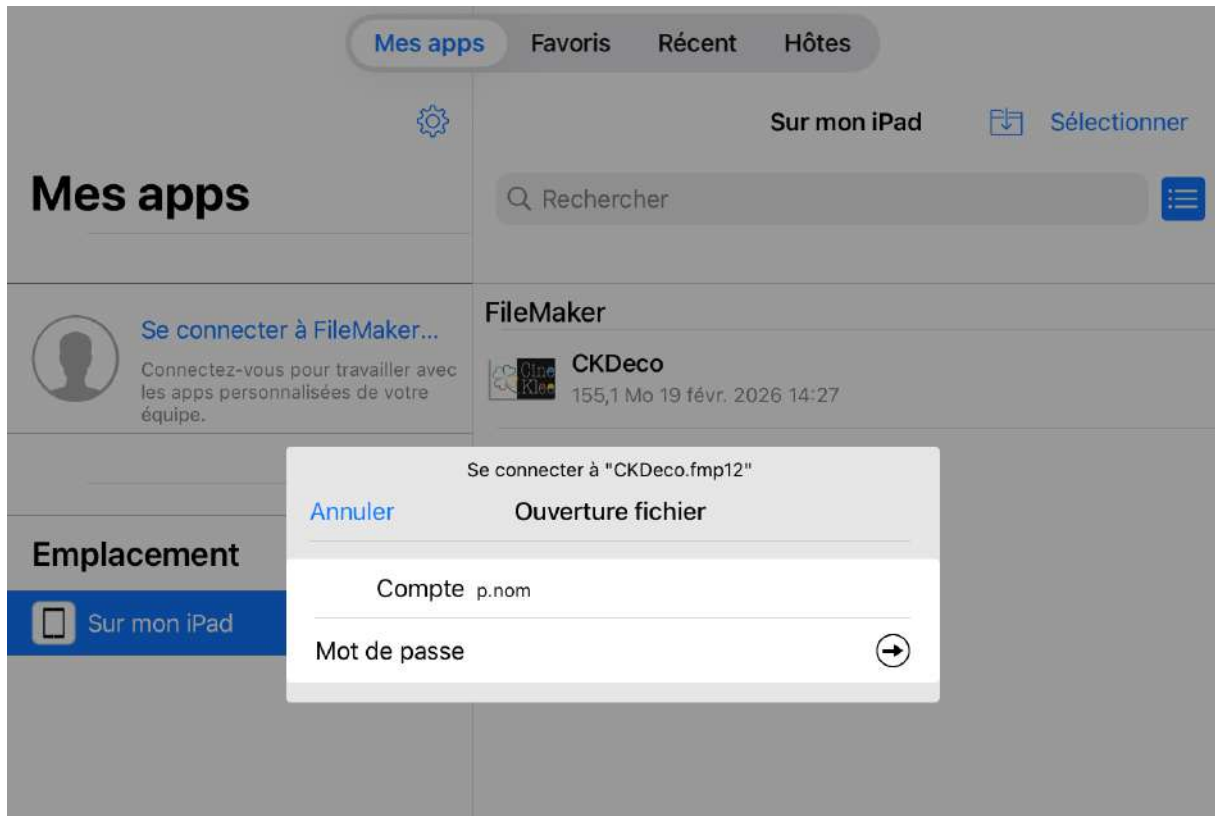 Mes apps Favoris Récent Hôtes
Sur mon iPad Sélectionner
Mes apps
Rechercher
Se connecter à FileMaker...
Connectez-vous pour travailler avec
les apps personnalisées de votre
équipe.
FileMaker
Cine
Klee
CKDeco
155,1 Mo 19 févr. 2026 14:27
Se connecter à "CKDeco.fmp12"
Annuler Ouverture fichier
Compte p.nom
Mot de passe
Emplacement
Sur mon iPad